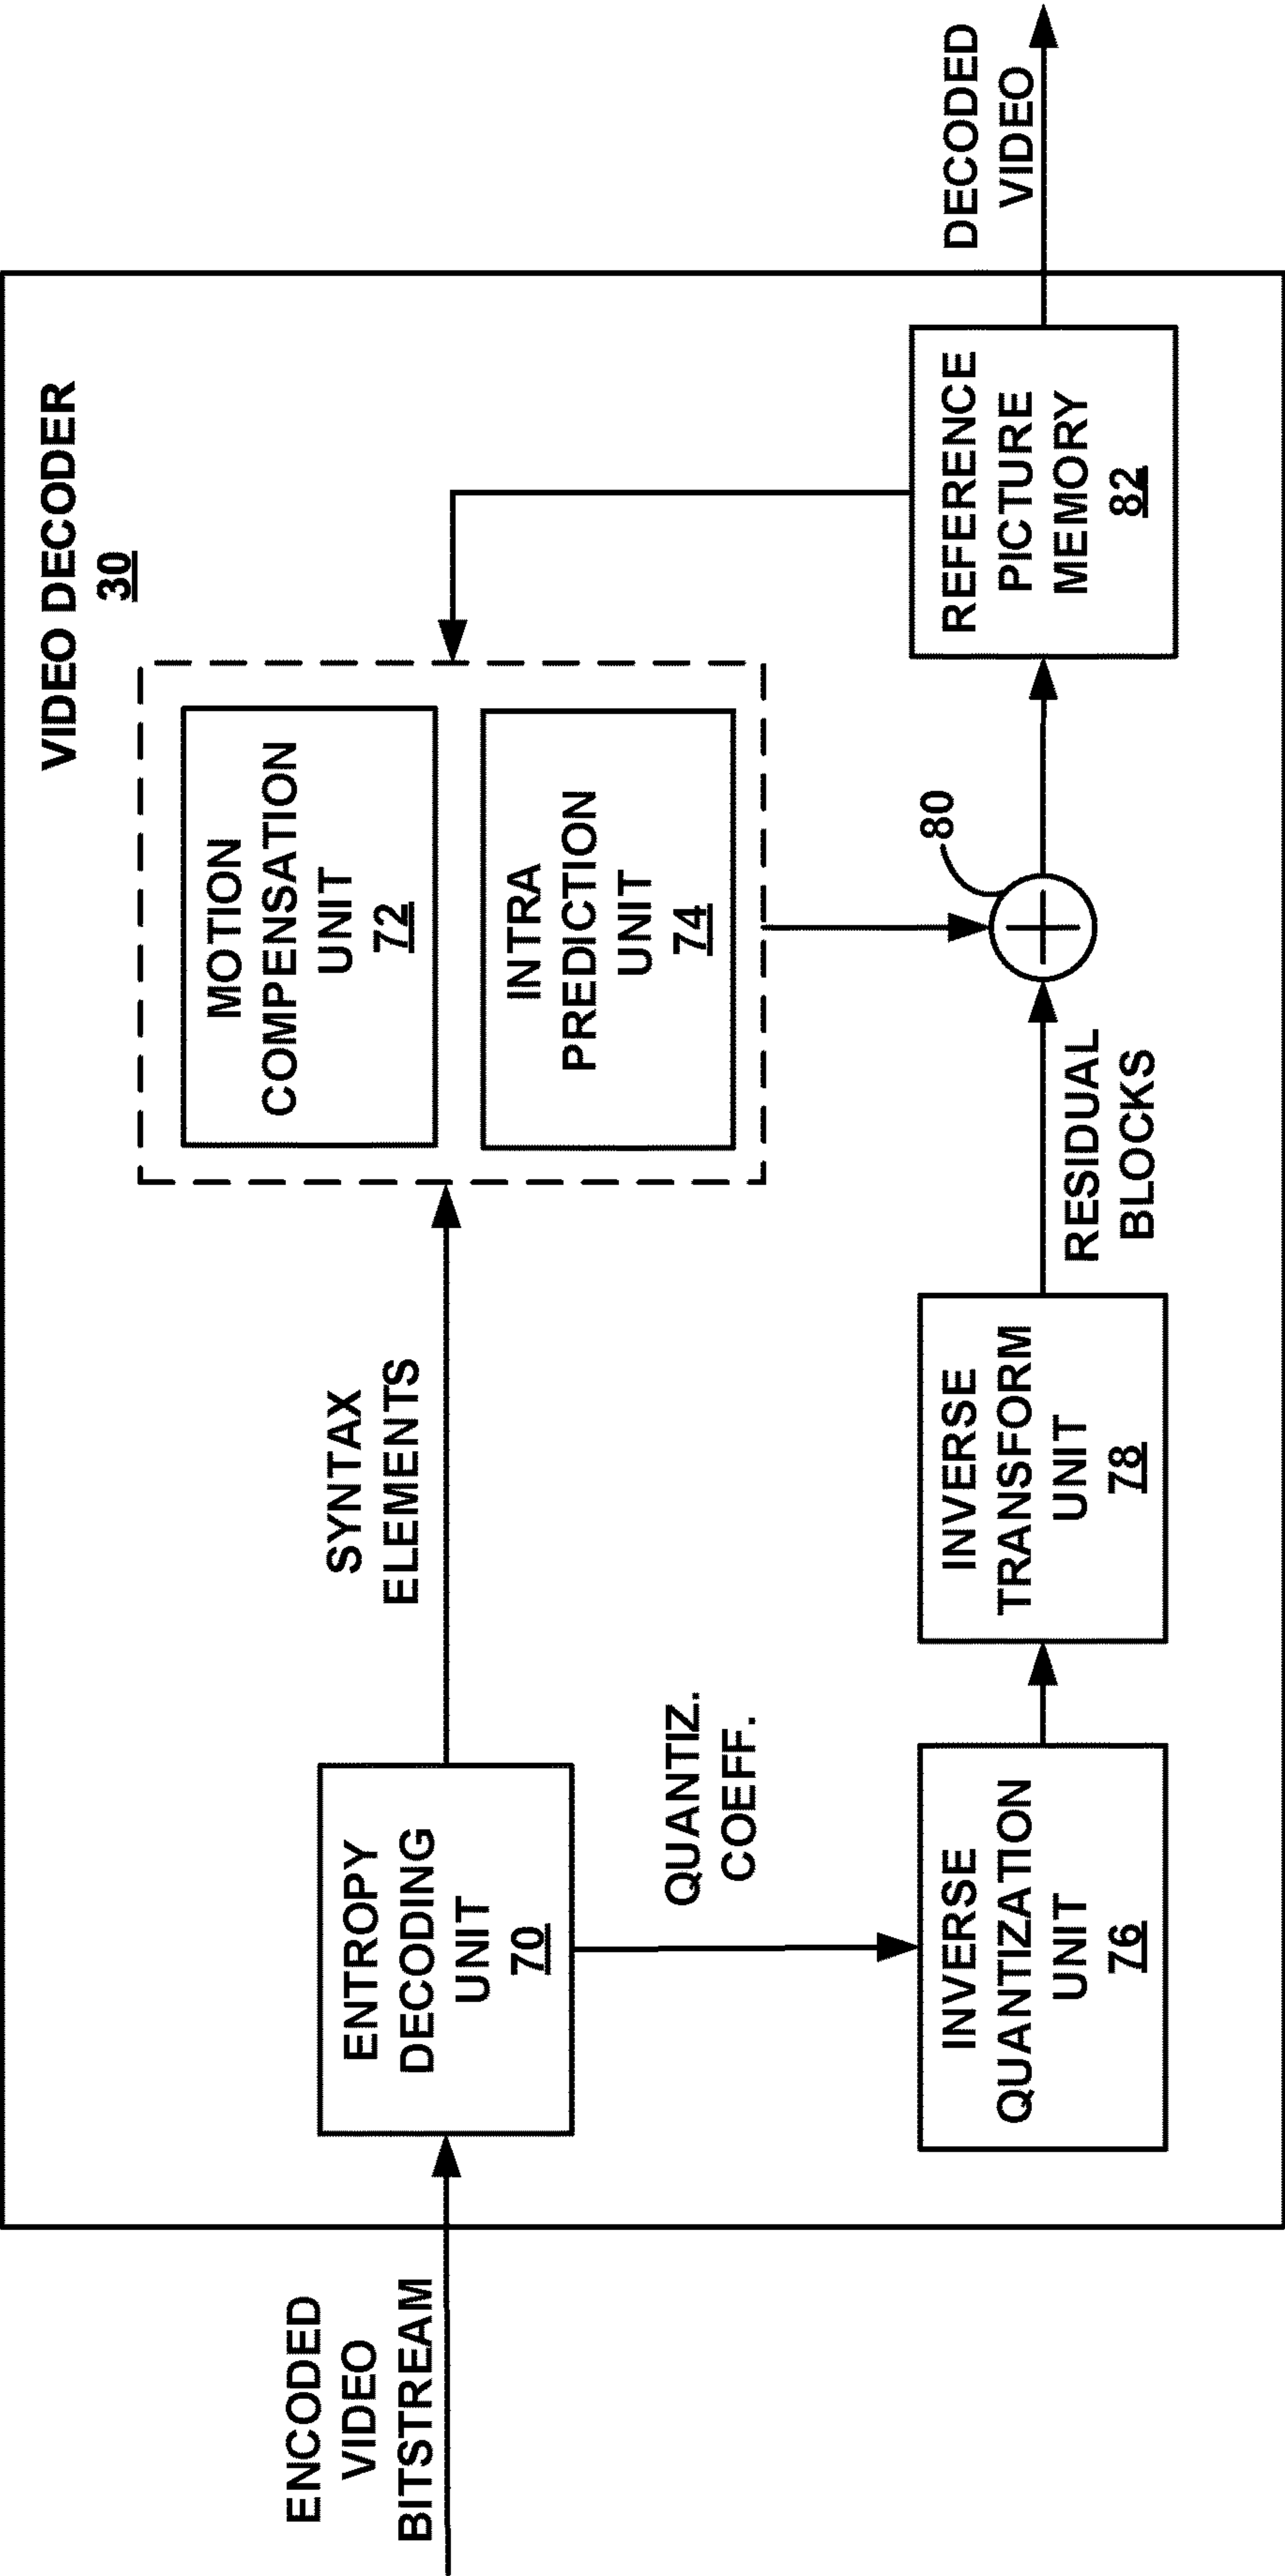 VIDEO DECODER
30
ENCODED
VIDEO
BITSTREAM
ENTROPY
DECODING
UNIT
70
SYNTAX
ELEMENTS
MOTION
COMPENSATION
UNIT
72
INTRA
PREDICTION
UNIT
74
QUANTIZ.
COEFF.
INVERSE
QUANTIZATION
UNIT
76
INVERSE
TRANSFORM
UNIT
78
RESIDUAL
BLOCKS
80
REFERENCE
PICTURE
MEMORY
82
DECODED
VIDEO